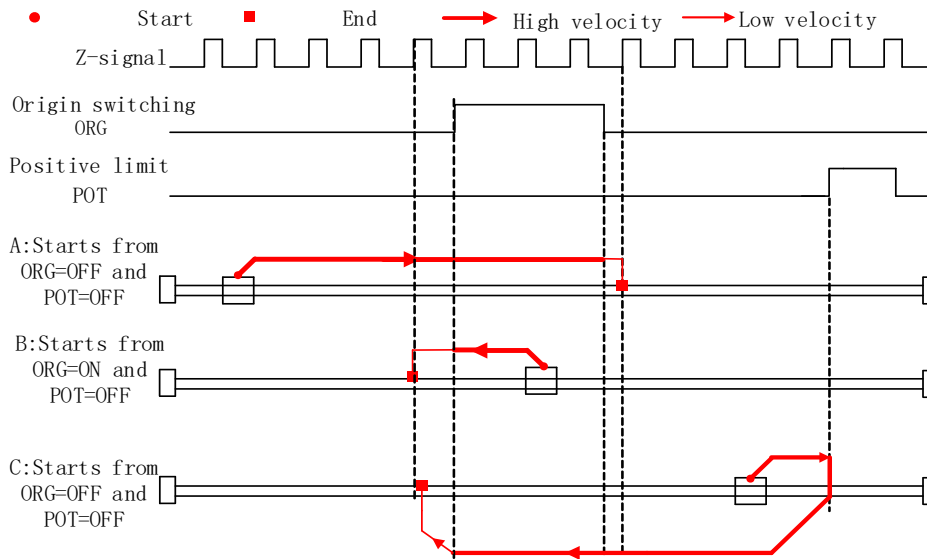 Start End High velocity Low velocity
Z-signal
Origin switching
ORG
Positive limit
POT
A:Starts from
ORG=OFF and
POT=OFF
B:Starts from
ORG=ON and
POT=OFF
C:Starts from
ORG=OFF and
POT=OFF